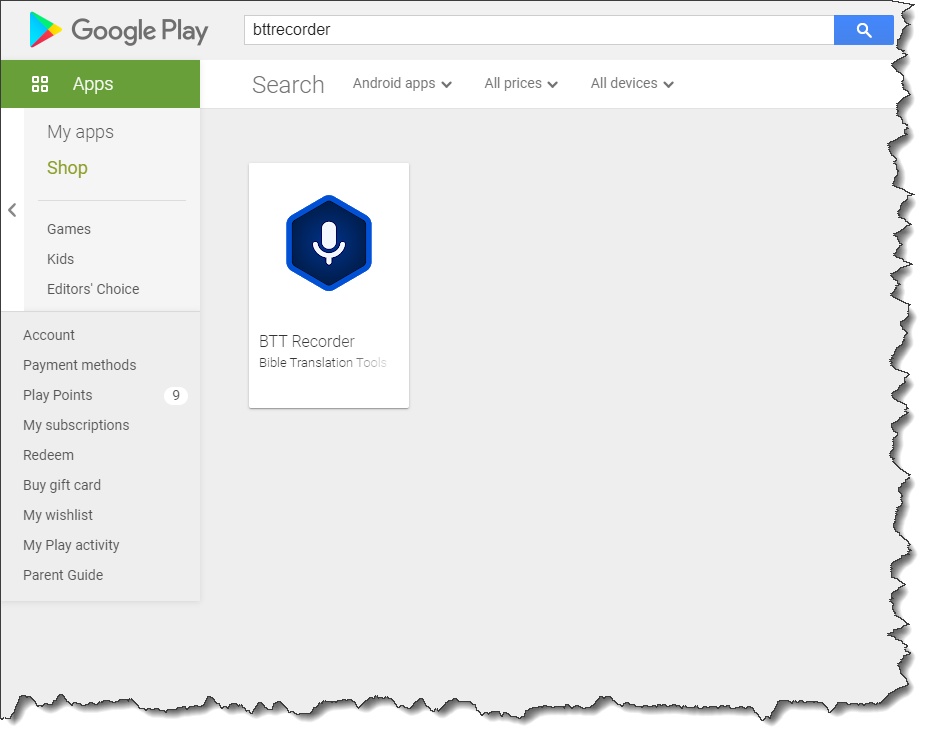 Google Play
bttrecorder
Apps
Search
Android apps
All prices
All devices
My apps
Shop
Games
Kids
Editors' Choice
Account
Payment methods
Play Points
9
My subscriptions
Redeem
Buy gift card
My wishlist
My Play activity
Parent Guide
BTT Recorder
Bible Translation Tools